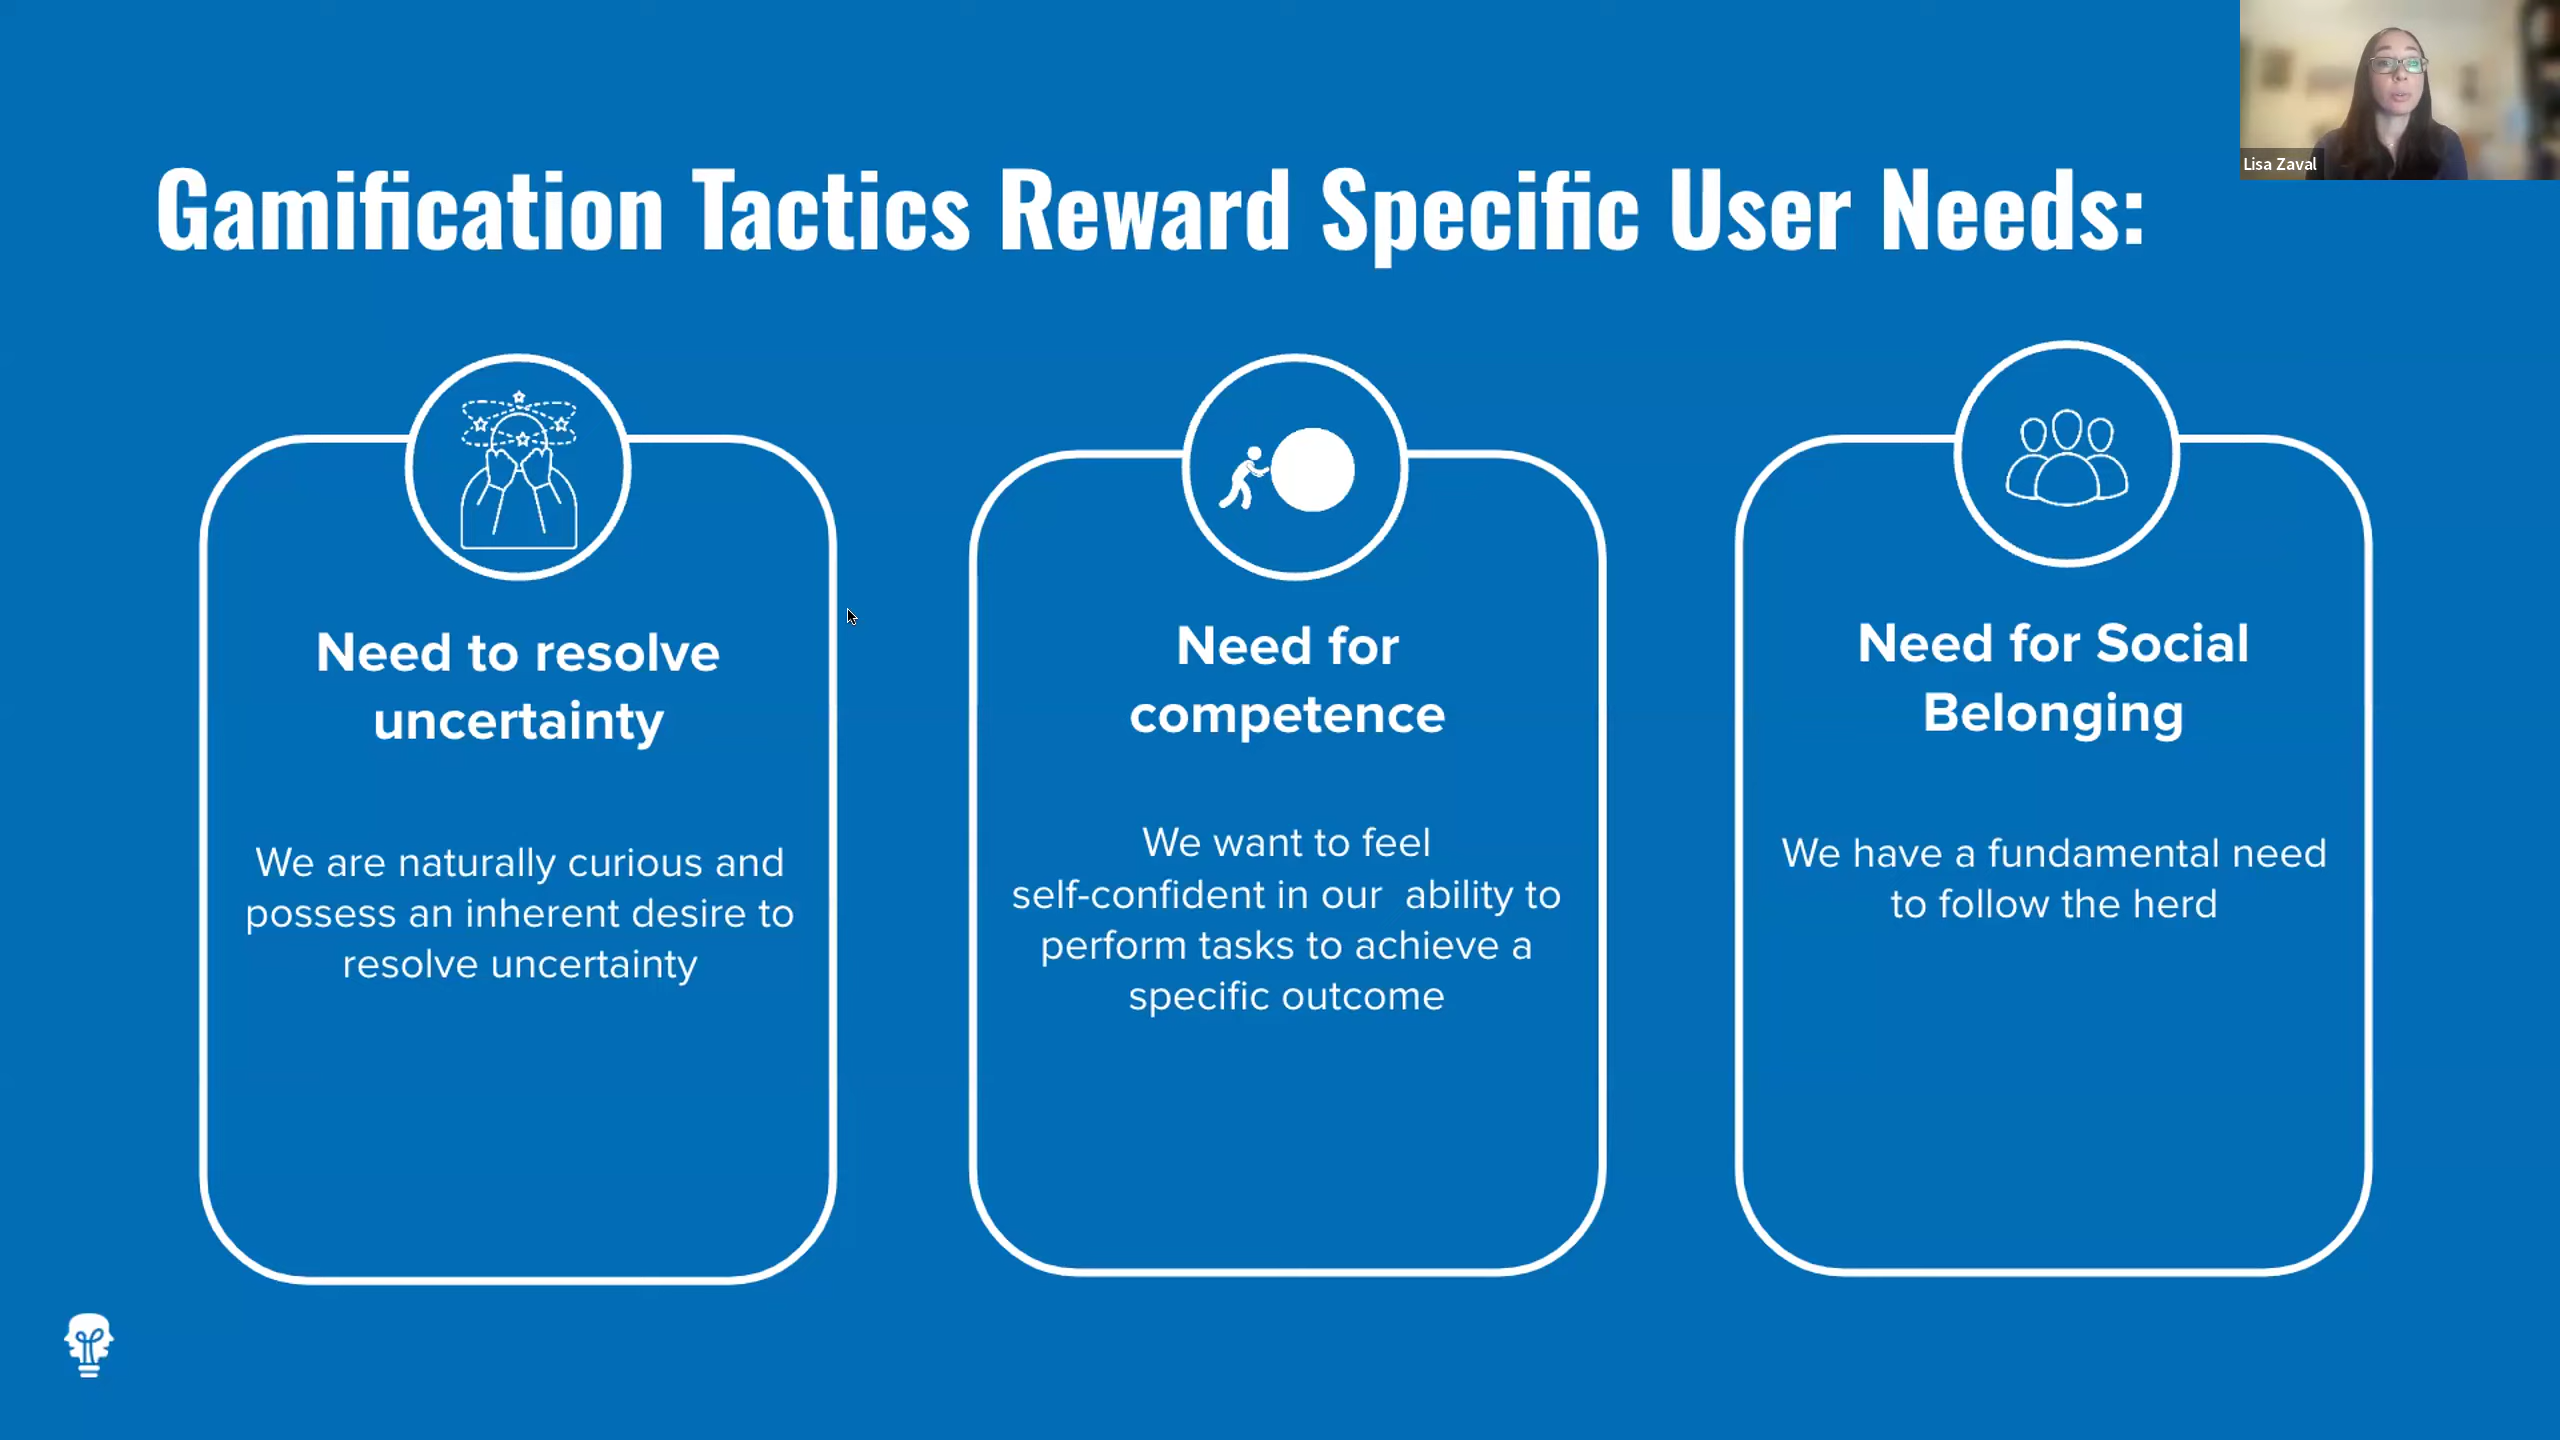 Lisa Zaval
Gamification Tactics Reward Specific User Needs:
Need to resolve
uncertainty
We are naturally curious and
possess an inherent desire to
resolve uncertainty
Need for
competence
We want to feel
self-confident in our  ability to
perform tasks to achieve a
specific outcome
Need for Social
Belonging
We have a fundamental need
to follow the herd